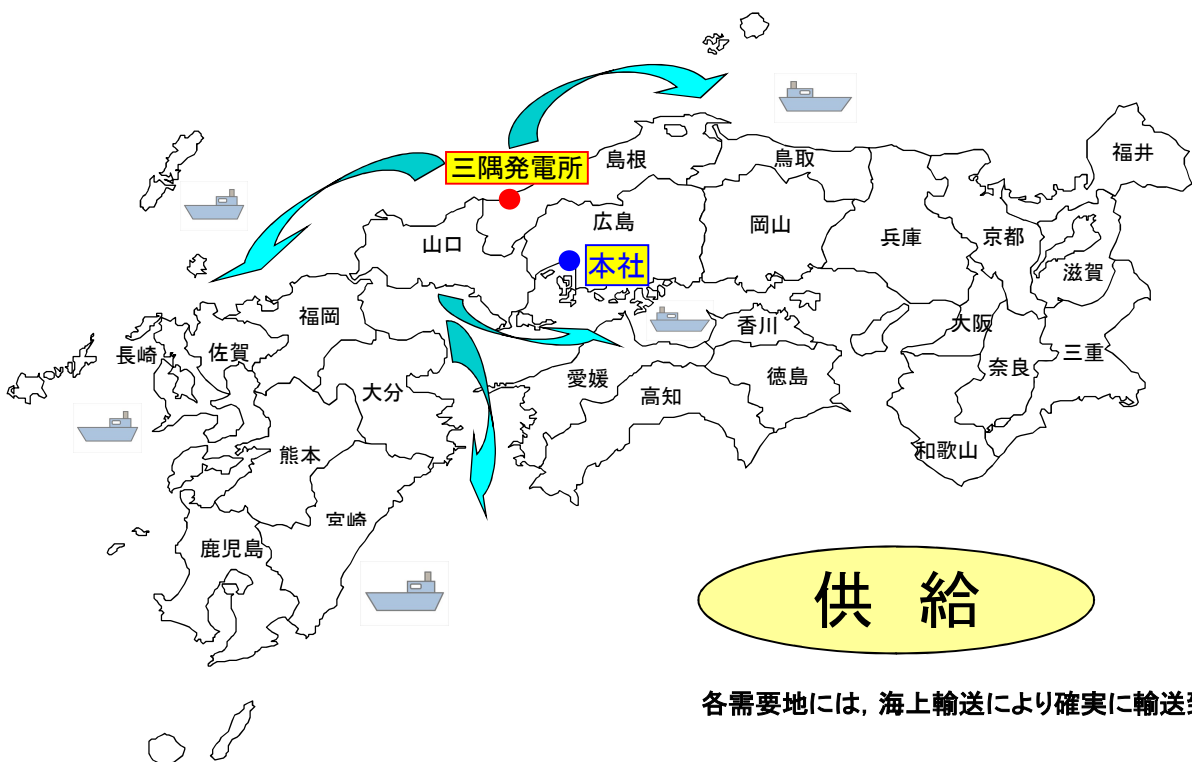 福井
三隅発電所
島根
鳥取
広島
岡山
兵庫
京都
山口
本社
滋賀
福岡
長崎
佐賀
香川
大阪
三重
奈良
愛媛
徳島
大分
高知
熊本
和歌山
宮崎
鹿児島
供 給
各需要地には, 海上輸送により確実に輸送